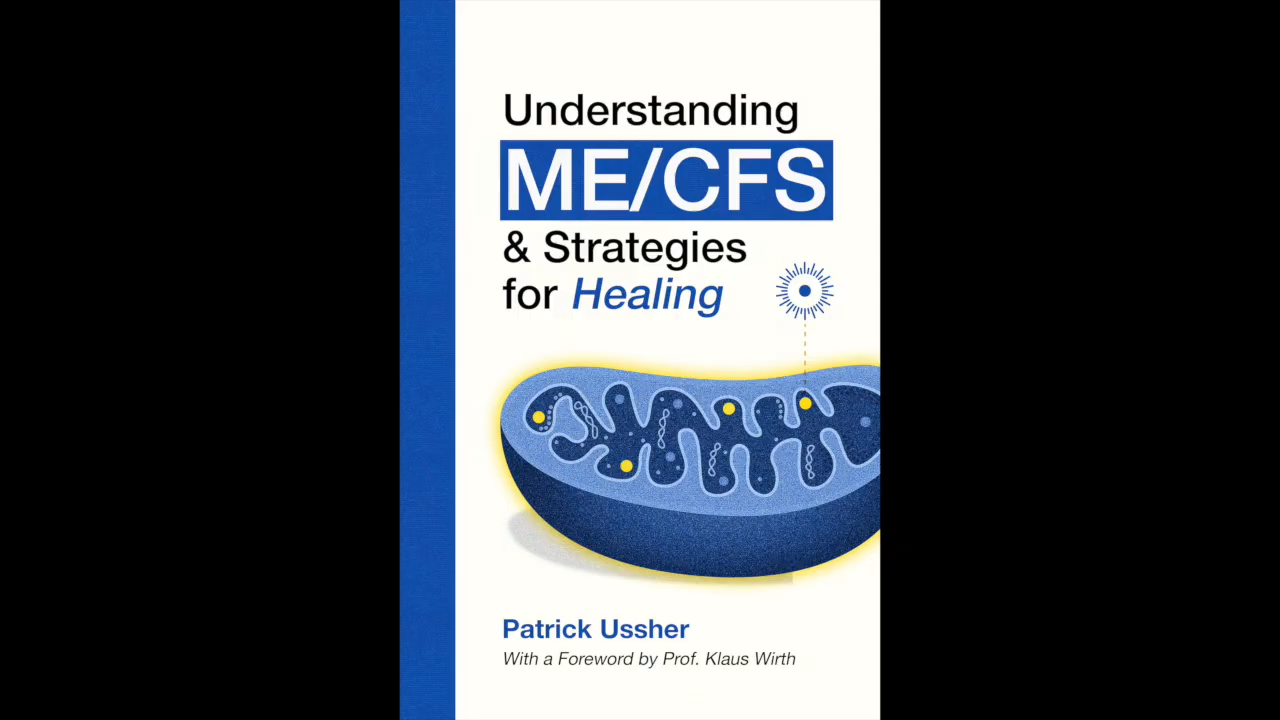 Understanding
ME/CFS
& Strategies
for Healing
Patrick Ussher
With a Foreword by Prof. Klaus Wirth